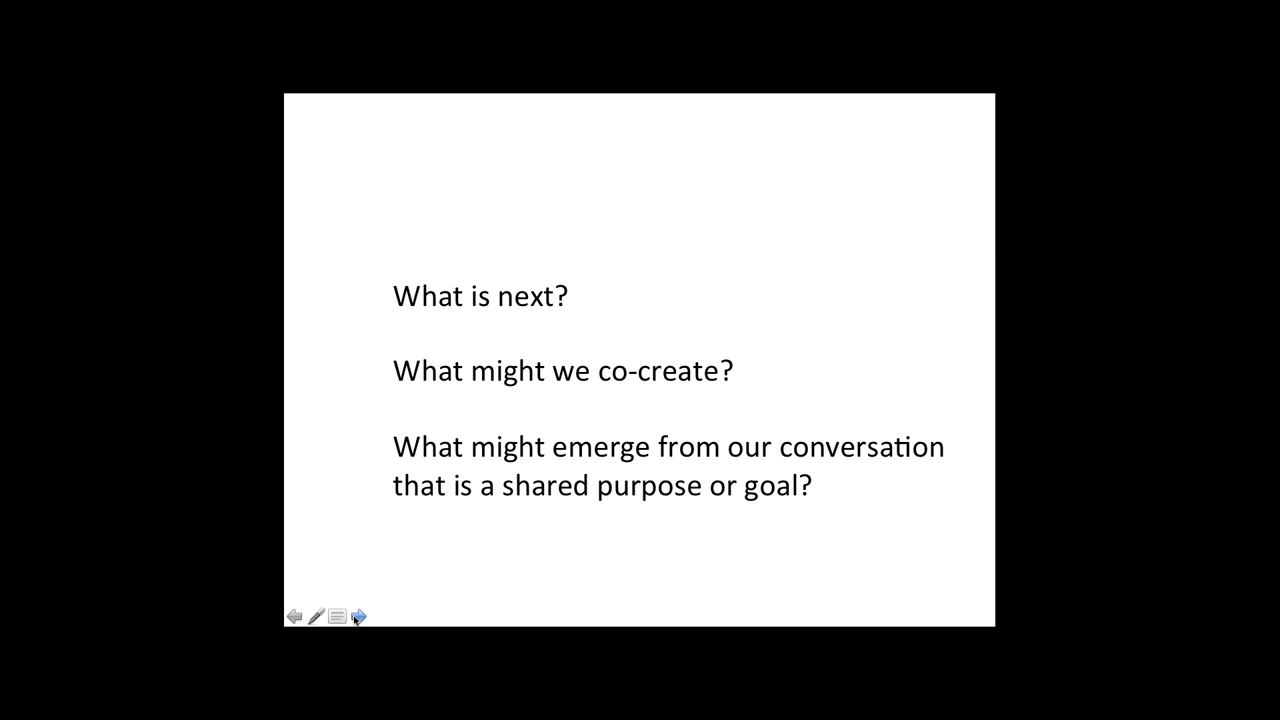 What is next?
What might we co-create?
What might emerge from our conversation
that is a shared purpose or goal?